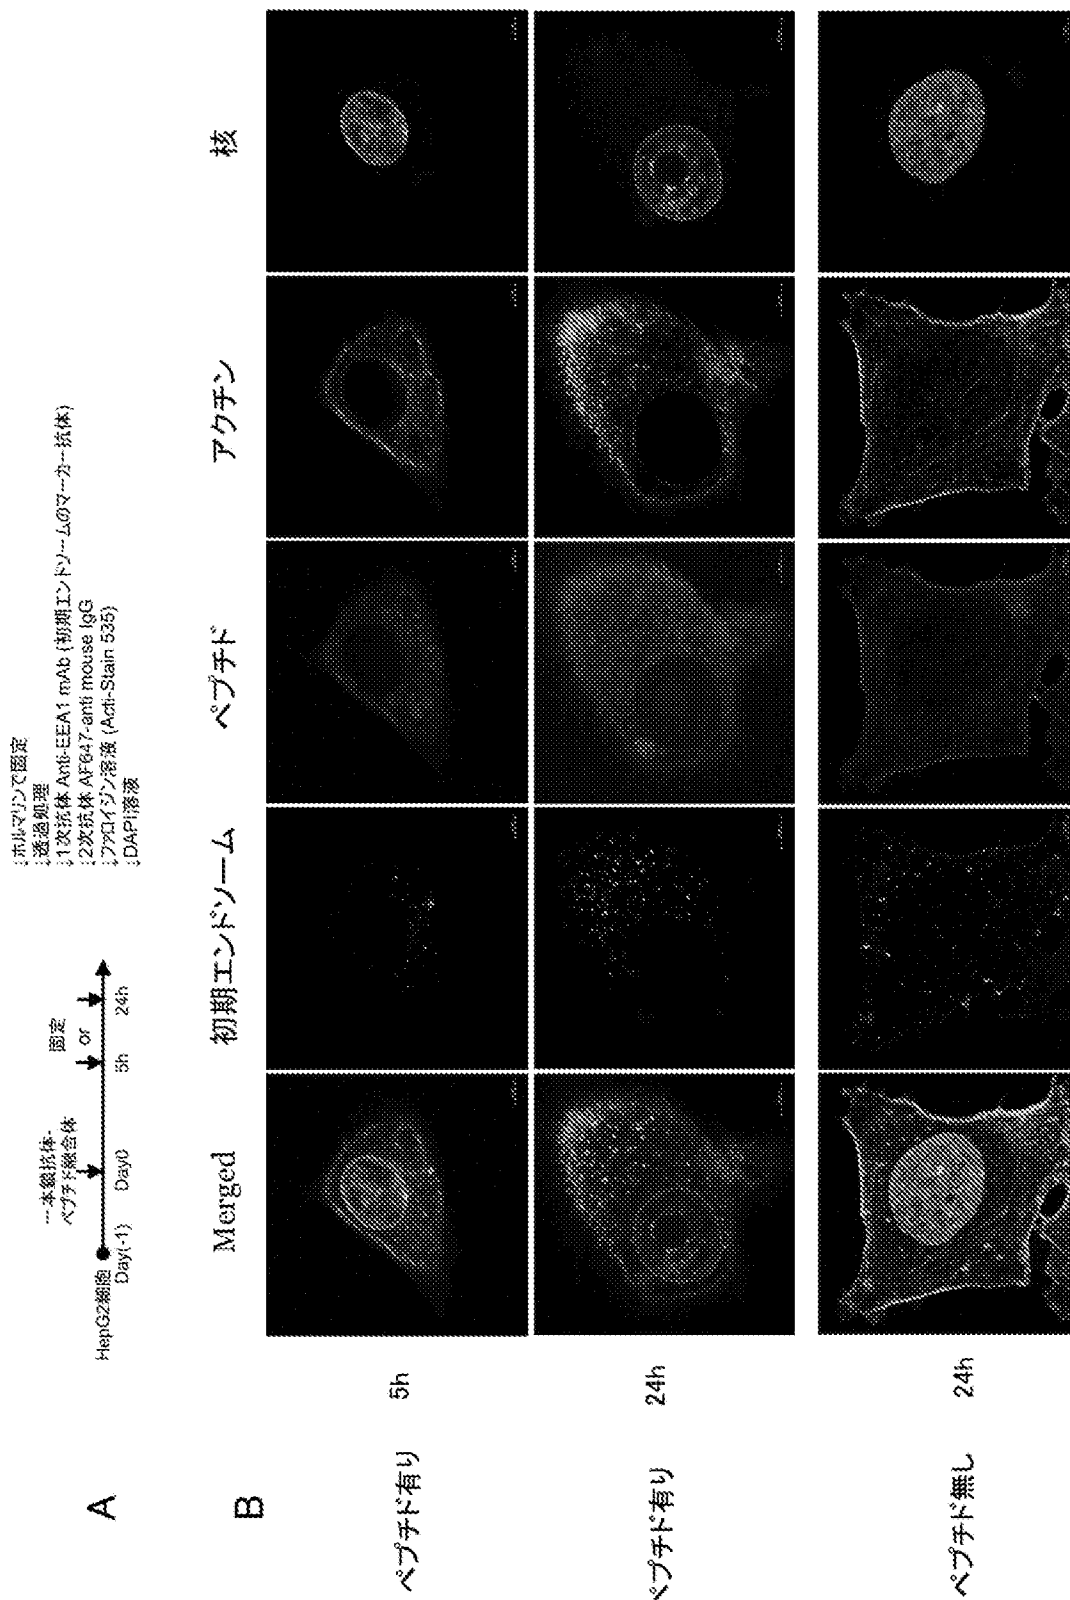 A
HepG2細胞
Day(-1)
一本鎖抗体-
ペプチド融合体
Day0
固定
or
5h
24h
↓ホルマリンで固定
↓透過処理
↓1次抗体 Anti-EEA1 mAb (初期エンドソームのマーカー抗体)
↓2次抗体 AF647-anti mouse IgG
↓ファロイジン溶液 (Acti-Stain 535)
↓DAPI溶液
B
Merged
初期エンドソーム
ペプチド
アクチン
核
ペプチド有り
5h
ペプチド有り
24h
ペプチド無し
24h